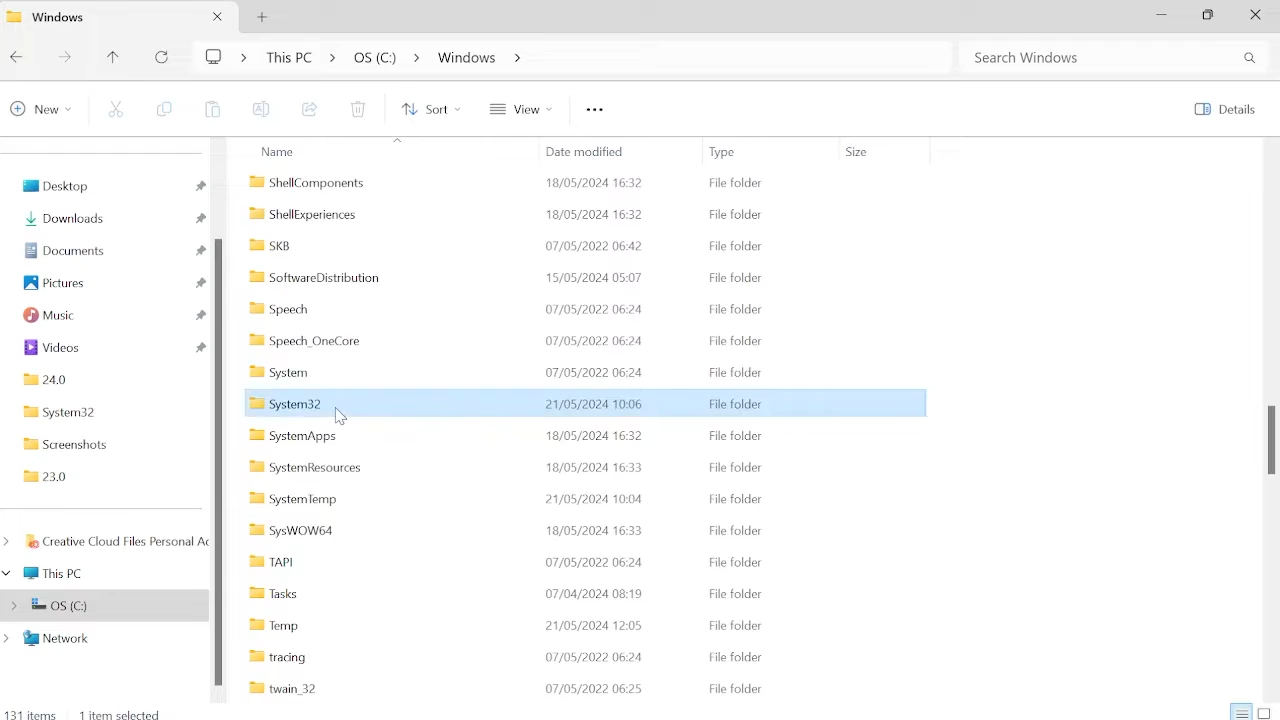 Windows
This PC > OS (C:) > Windows >
Search Windows
New
Sort
View
Details
Desktop
Downloads
Documents
Pictures
Music
Videos
24.0
System32
Screenshots
23.0
Creative Cloud Files Personal Ac
This PC
OS (C:)
Network
Name Date modified Type Size
ShellComponents 18/05/2024 16:32 File folder
ShellExperiences 18/05/2024 16:32 File folder
SKB 07/05/2022 06:42 File folder
SoftwareDistribution 15/05/2024 05:07 File folder
Speech 07/05/2022 06:24 File folder
Speech_OneCore 07/05/2022 06:24 File folder
System 07/05/2022 06:24 File folder
System32 21/05/2024 10:06 File folder
SystemApps 18/05/2024 16:32 File folder
SystemResources 18/05/2024 16:33 File folder
SystemTemp 21/05/2024 10:04 File folder
SysWOW64 18/05/2024 16:33 File folder
TAPI 07/05/2022 06:24 File folder
Tasks 07/04/2024 08:19 File folder
Temp 21/05/2024 12:05 File folder
tracing 07/05/2022 06:24 File folder
twain_32 07/05/2022 06:25 File folder
131 items 1 item selected